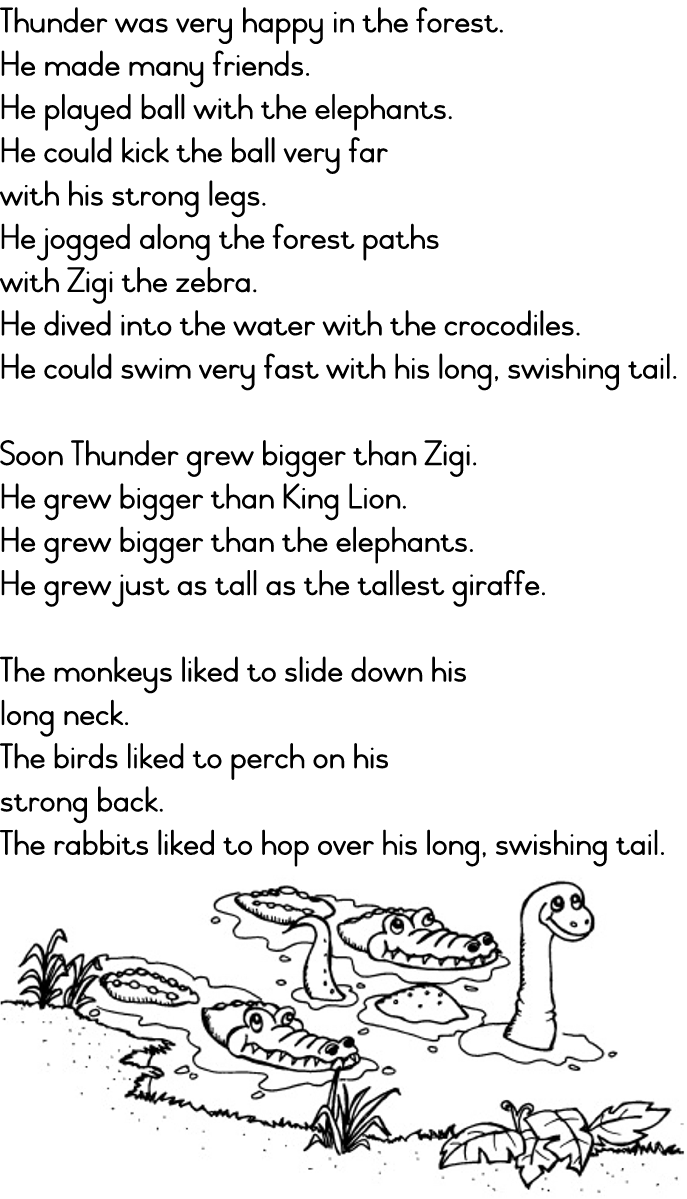 Thunder was very happy in the forest.
He made many friends.
He played ball with the elephants.
He could kick the ball very far
with his strong legs.
He jogged along the forest paths
with Zigi the zebra.
He dived into the water with the crocodiles.
He could swim very fast with his long, swishing tail.
Soon Thunder grew bigger than Zigi.
He grew bigger than King Lion.
He grew bigger than the elephants.
He grew just as tall as the tallest giraffe.
The monkeys liked to slide down his
long neck.
The birds liked to perch on his
strong back.
The rabbits liked to hop over his long, swishing tail.